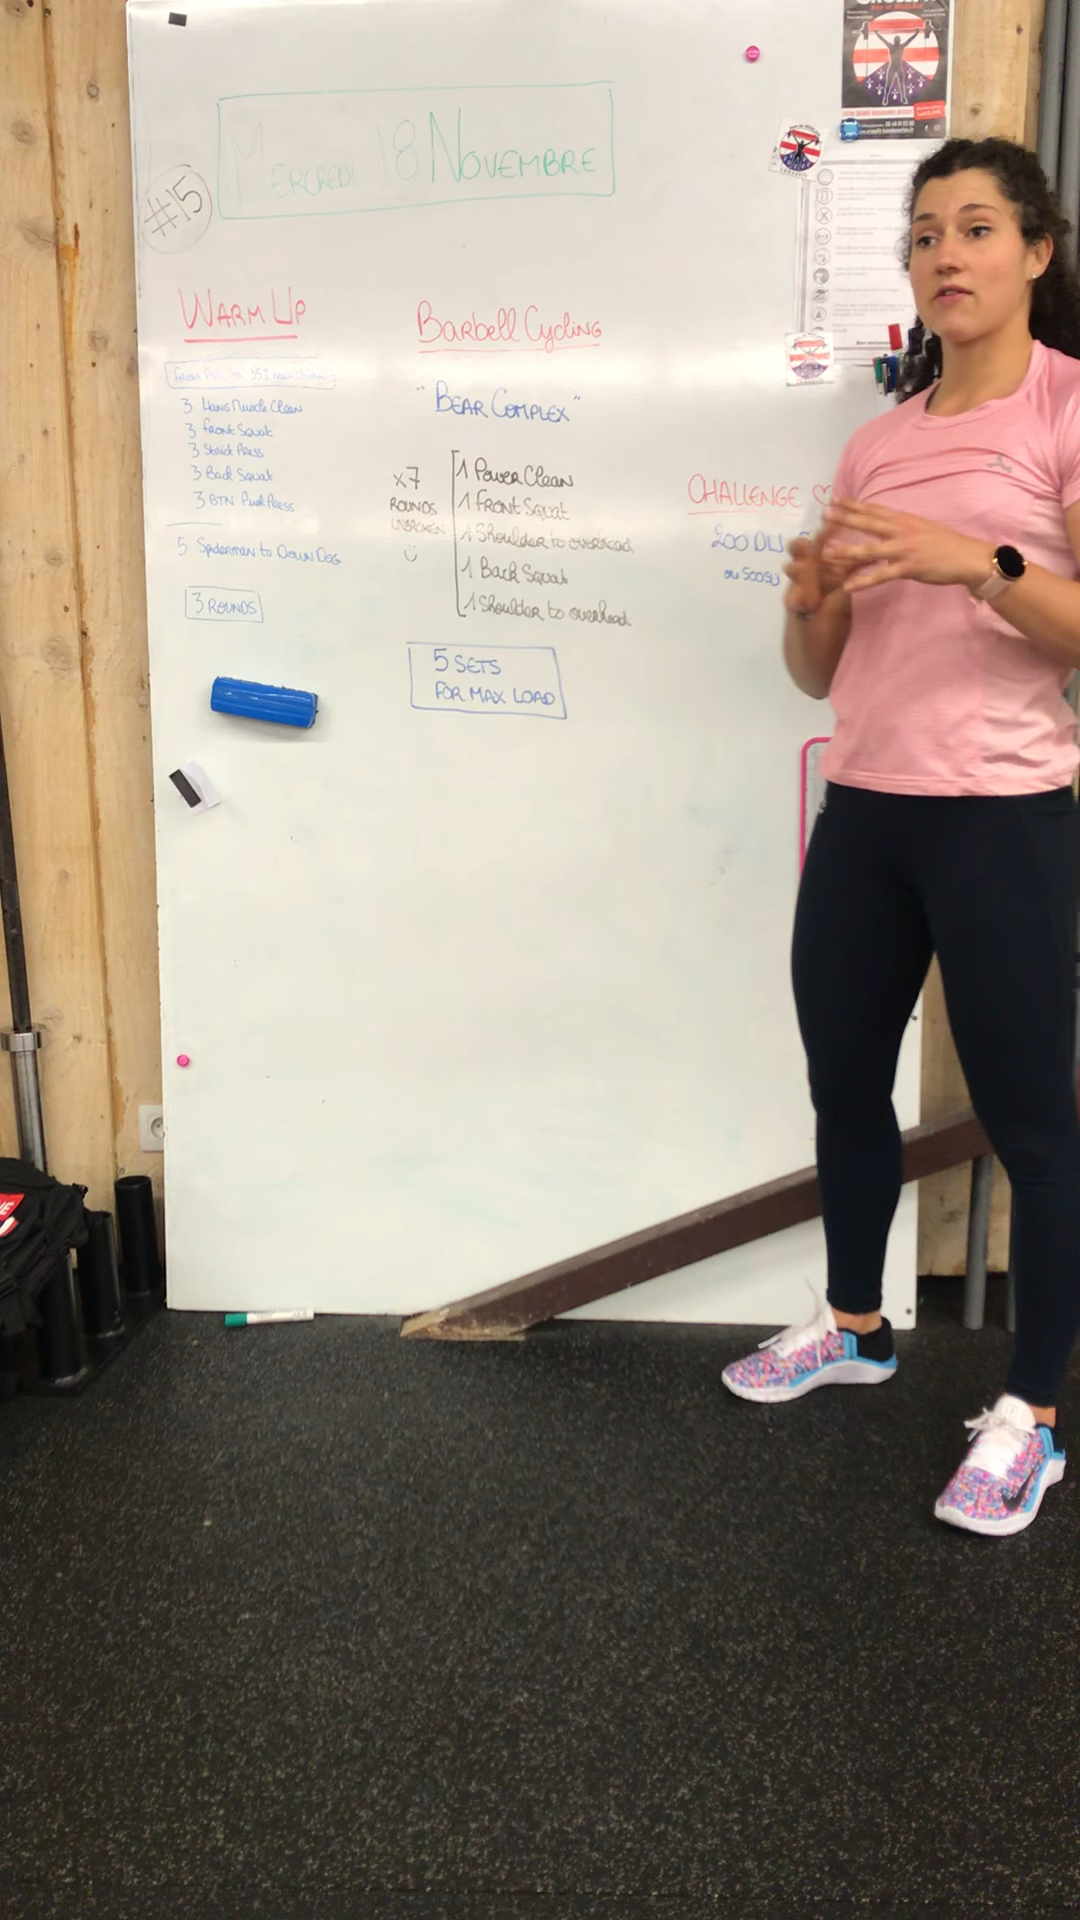 MERCREDI 18 NOVEMBRE
#15
WARM UP
3 HANG MUSCLE CLEAN
3 FRONT SQUAT
3 STRICT PRESS
3 BACK SQUAT
3 BTN PUSH PRESS
5 SPIDERMAN TO DOWN DOG
3 ROUNDS
Barbell Cycling
"BEAR COMPLEX"
x7
ROUNDS
UNBROKEN
1 POWER CLEAN
1 FRONT SQUAT
1 Shoulder to overhead
1 Back Squat
1 Shoulder to overhead
5 SETS
FOR MAX LOAD
CHALLENGE
200 DU
ou 500SU